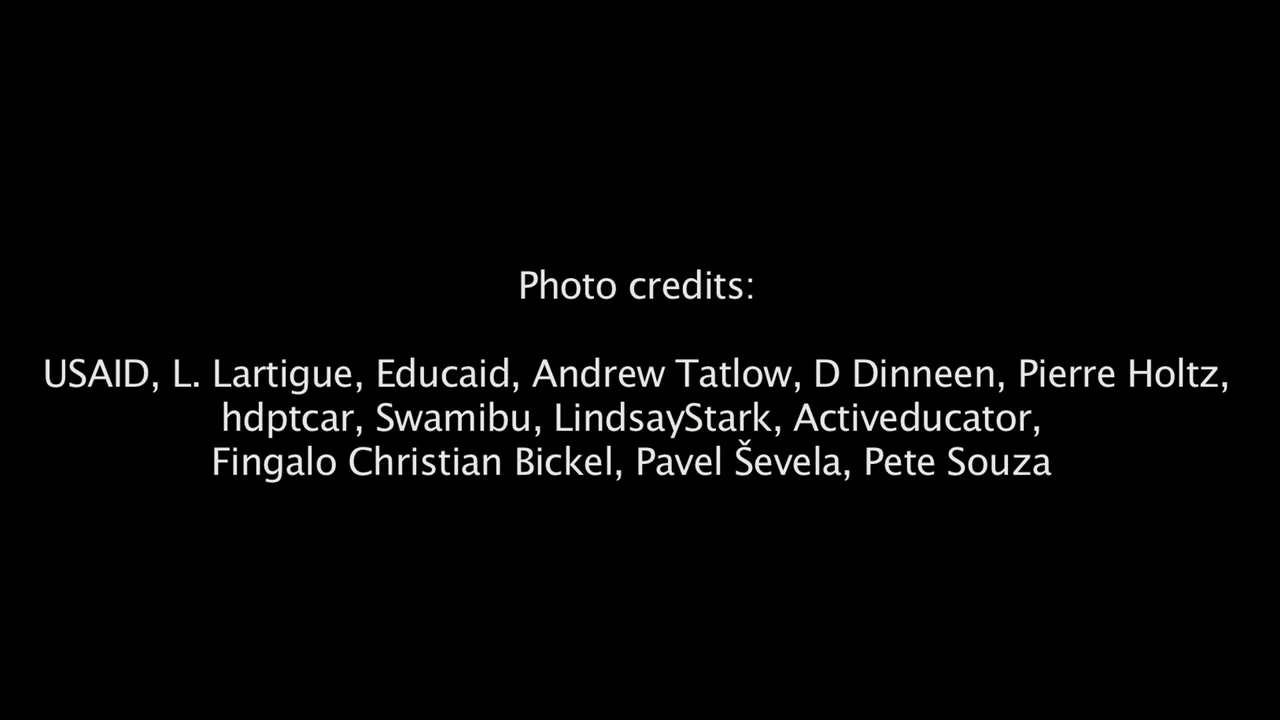 Photo credits:
USAID, L. Lartigue, Educaid, Andrew Tatlow, D Dinneen, Pierre Holtz,
hdptcar, Swamibu, LindsayStark, Activeducator,
Fingalo Christian Bickel, Pavel Ševela, Pete Souza